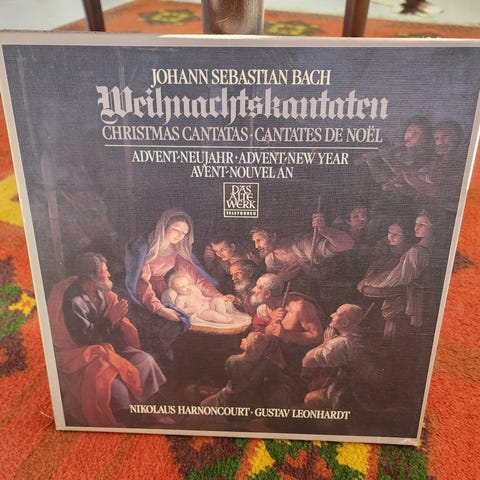 JOHANN SEBASTIAN BACH
Weihnachtskantaten
CHRISTMAS CANTATAS · CANTATES DE NOËL
ADVENT-NEUJAHR · ADVENT-NEW YEAR
AVENT-NOUVEL AN
DAS
ALTE
WERK
TELEFUNKEN
NIKOLAUS HARNONCOURT · GUSTAV LEONHARDT